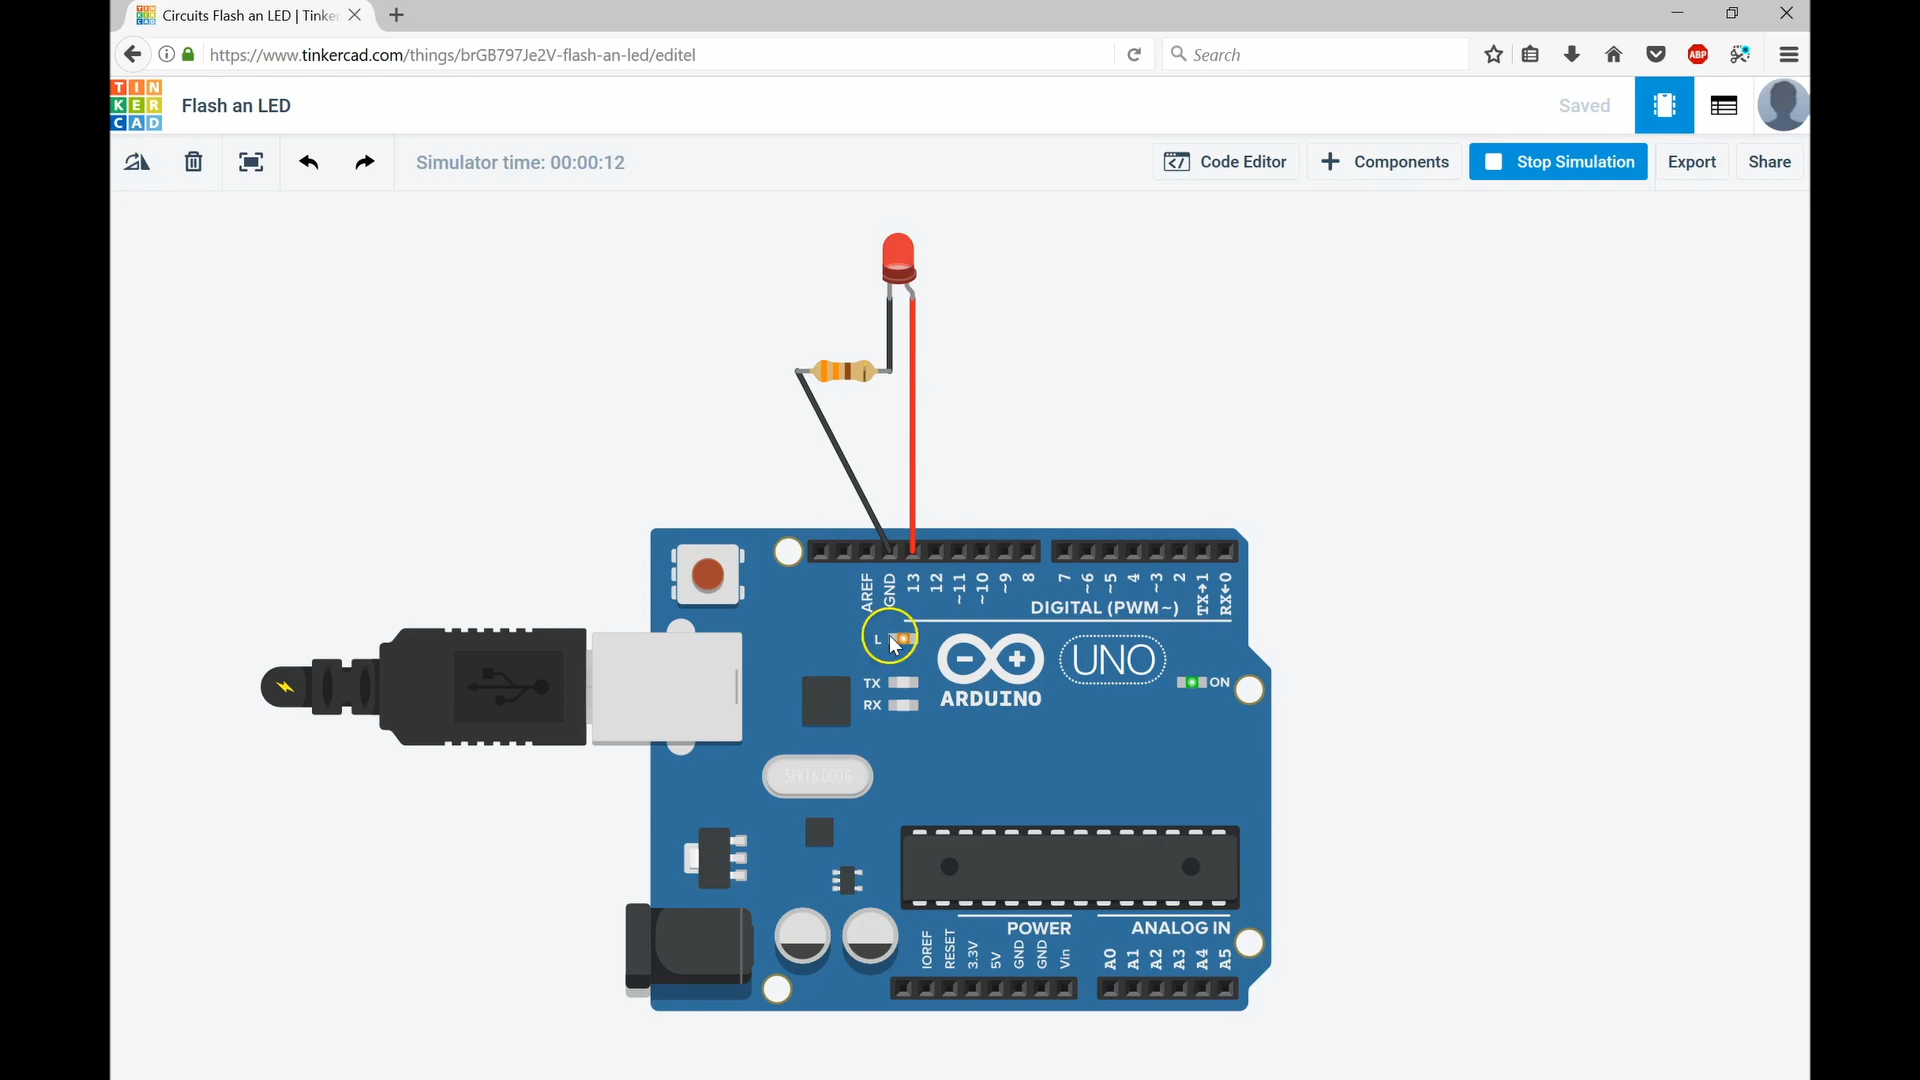 Circuits Flash an LED | Tinker
https://www.tinkercad.com/things/brGB797Je2V-flash-an-led/editel
Search
ABP
TIN
KER
CAD
Flash an LED
Saved
Simulator time: 00:00:12
Code Editor
Components
Stop Simulation
Export
Share
AREF
GND
13
12
~11
~10
~9
8
7
~6
~5
4
~3
2
TX→1
RX←0
DIGITAL (PWM~)
L
TX
RX
ARDUINO
UNO
ON
SPK16.000G
POWER
ANALOG IN
IOREF
RESET
3.3V
5V
GND
GND
Vin
A0
A1
A2
A3
A4
A5